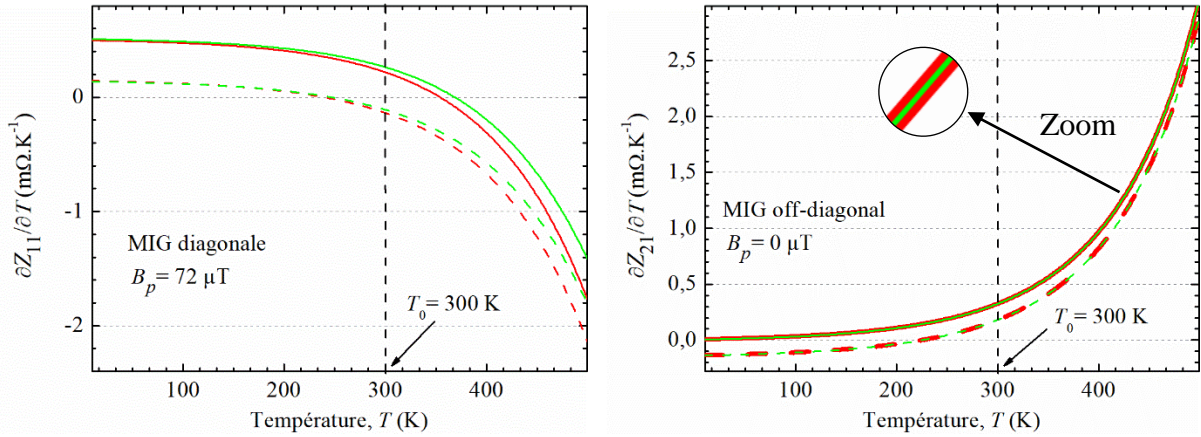 ∂Z₁₁/∂T (mΩ.K⁻¹)
0
-1
-2
MIG diagonale
Bₚ = 72 µT
T₀= 300 K
100
200
300
400
Température, T (K)
∂Z₂₁/∂T (mΩ.K⁻¹)
2,5
2,0
1,5
1,0
0,5
0,0
Zoom
MIG off-diagonal
Bₚ = 0 µT
T₀= 300 K
100
200
300
400
Température, T (K)